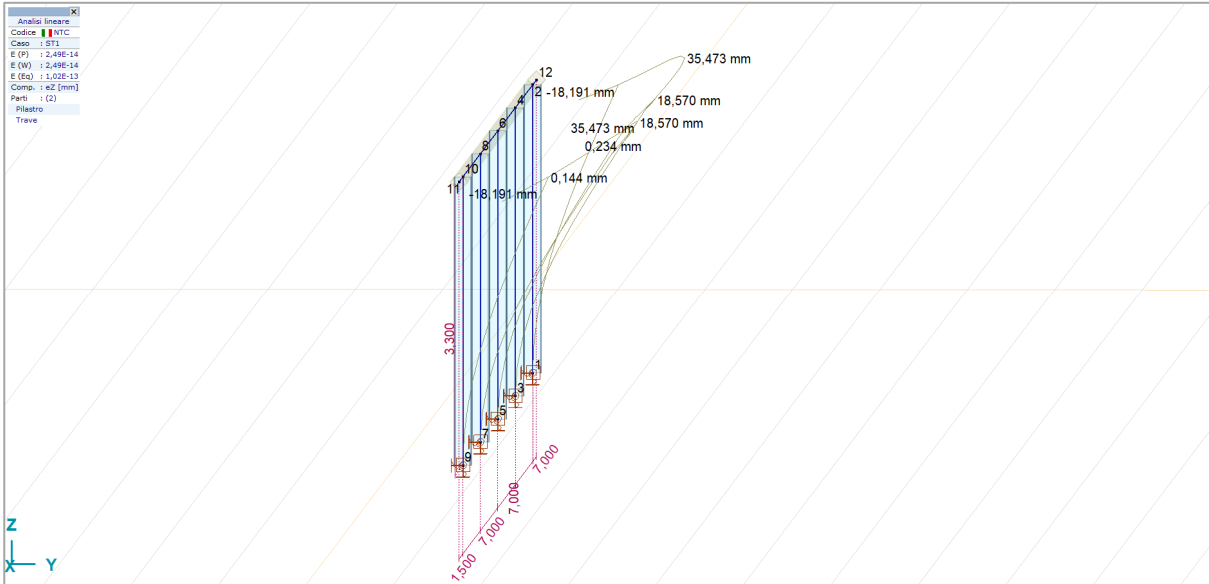 Analisi lineare
Codice NTC
Caso : ST1
E (P) : 2,49E-14
E (W) : 2,49E-14
E (Eq) : 1,02E-13
Comp. : eZ [mm]
Parti : (2)
Pilastro
Trave
12
35,473 mm
2
-18,191 mm
4
18,570 mm
6
35,473 mm
18,570 mm
8
0,234 mm
10
0,144 mm
11
-18,191 mm
3,300
1
3
5
7
9
7,000
7,000
7,000
1,500
Z
X
Y